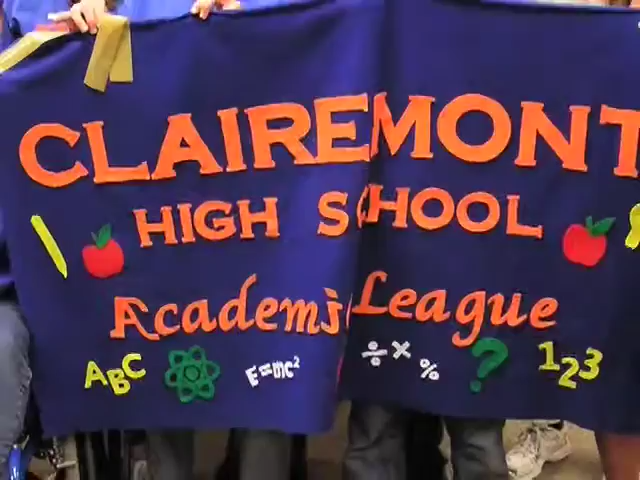 CLAIREMONT
HIGH SCHOOL
Academic League
ABC E=mc² ÷ × % ? 123